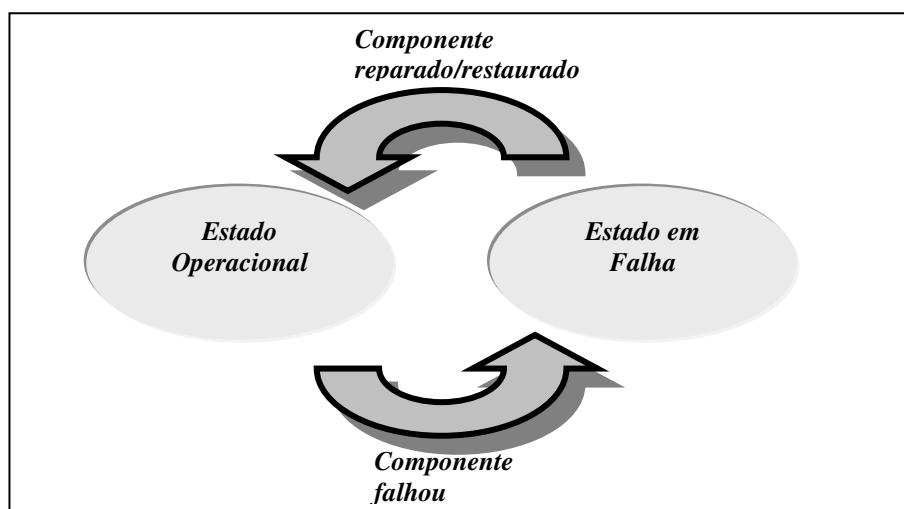 Componente
reparado/restaurado
Estado
Operacional
Estado em
Falha
Componente
falhou